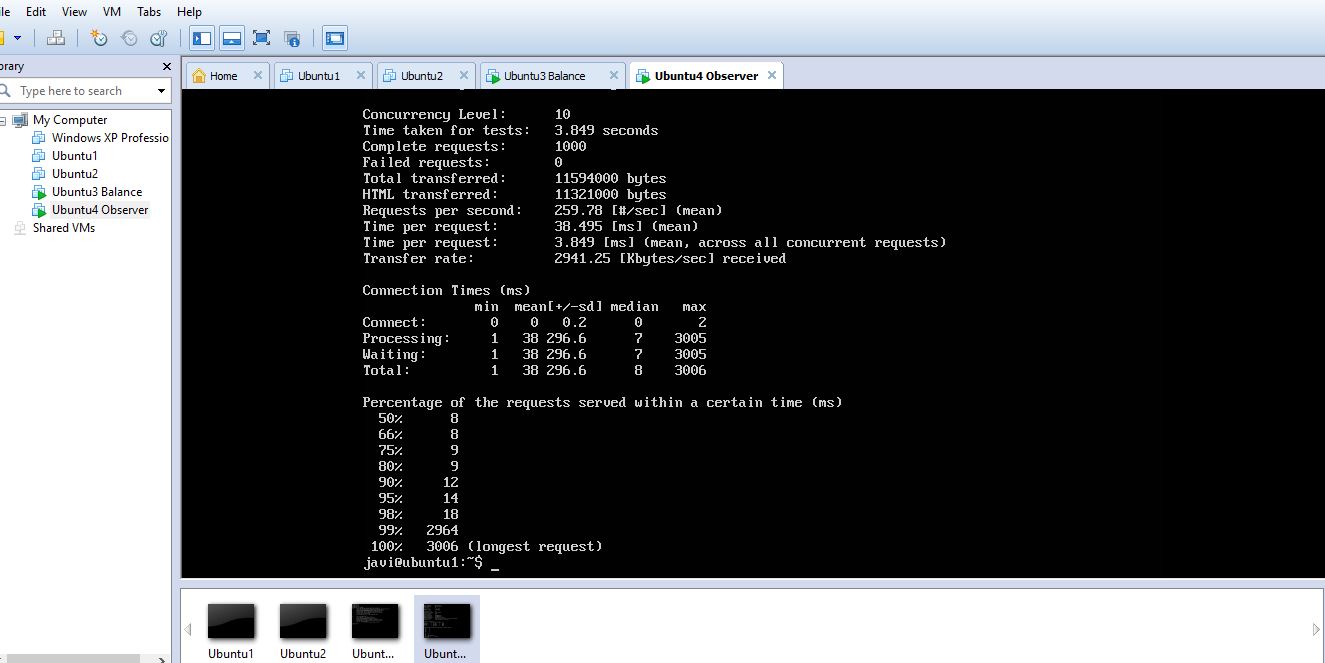 le Edit View VM Tabs Help
brary
Type here to search
My Computer
Windows XP Professio
Ubuntu1
Ubuntu2
Ubuntu3 Balance
Ubuntu4 Observer
Shared VMs
Home Ubuntu1 Ubuntu2 Ubuntu3 Balance Ubuntu4 Observer
Concurrency Level: 10
Time taken for tests: 3.849 seconds
Complete requests: 1000
Failed requests: 0
Total transferred: 11594000 bytes
HTML transferred: 11321000 bytes
Requests per second: 259.78 [#/sec] (mean)
Time per request: 38.495 [ms] (mean)
Time per request: 3.849 [ms] (mean, across all concurrent requests)
Transfer rate: 2941.25 [Kbytes/sec] received
Connection Times (ms)
min mean[+/-sd] median max
Connect: 0 0 0.2 0 2
Processing: 1 38 296.6 7 3005
Waiting: 1 38 296.6 7 3005
Total: 1 38 296.6 8 3006
Percentage of the requests served within a certain time (ms)
50% 8
66% 8
75% 9
80% 9
90% 12
95% 14
98% 18
99% 2964
100% 3006 (longest request)
javi@ubuntu1:~$ _
Ubuntu1 Ubuntu2 Ubunt... Ubunt...